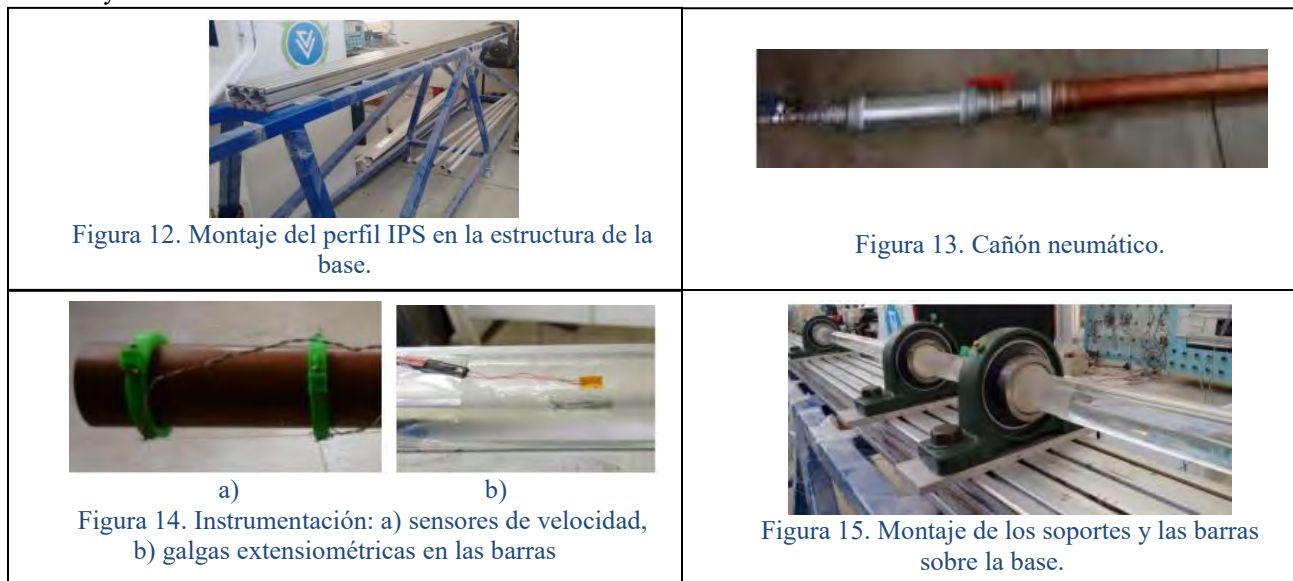 Figura 12. Montaje del perfil IPS en la estructura de la
base.
Figura 13. Cañón neumático.
a)
b)
Figura 14. Instrumentación: a) sensores de velocidad,
b) galgas extensiométricas en las barras
Figura 15. Montaje de los soportes y las barras
sobre la base.